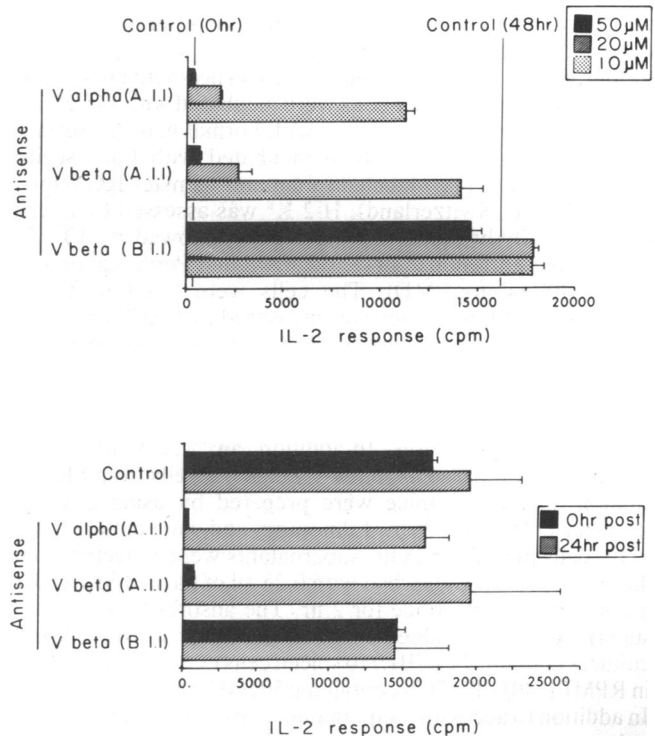 Control (0hr)
Control (48hr)
50µM
20µM
10µM
Antisense
V alpha (A.1.1)
V beta (A.1.1)
V beta (B 1.1)
0
5000
10000
15000
20000
IL-2 response (cpm)
Control
Antisense
V alpha (A.1.1)
V beta (A.1.1)
V beta (B 1.1)
0hr post
24hr post
0
5000
10000
15000
20000
25000
IL-2 response (cpm)